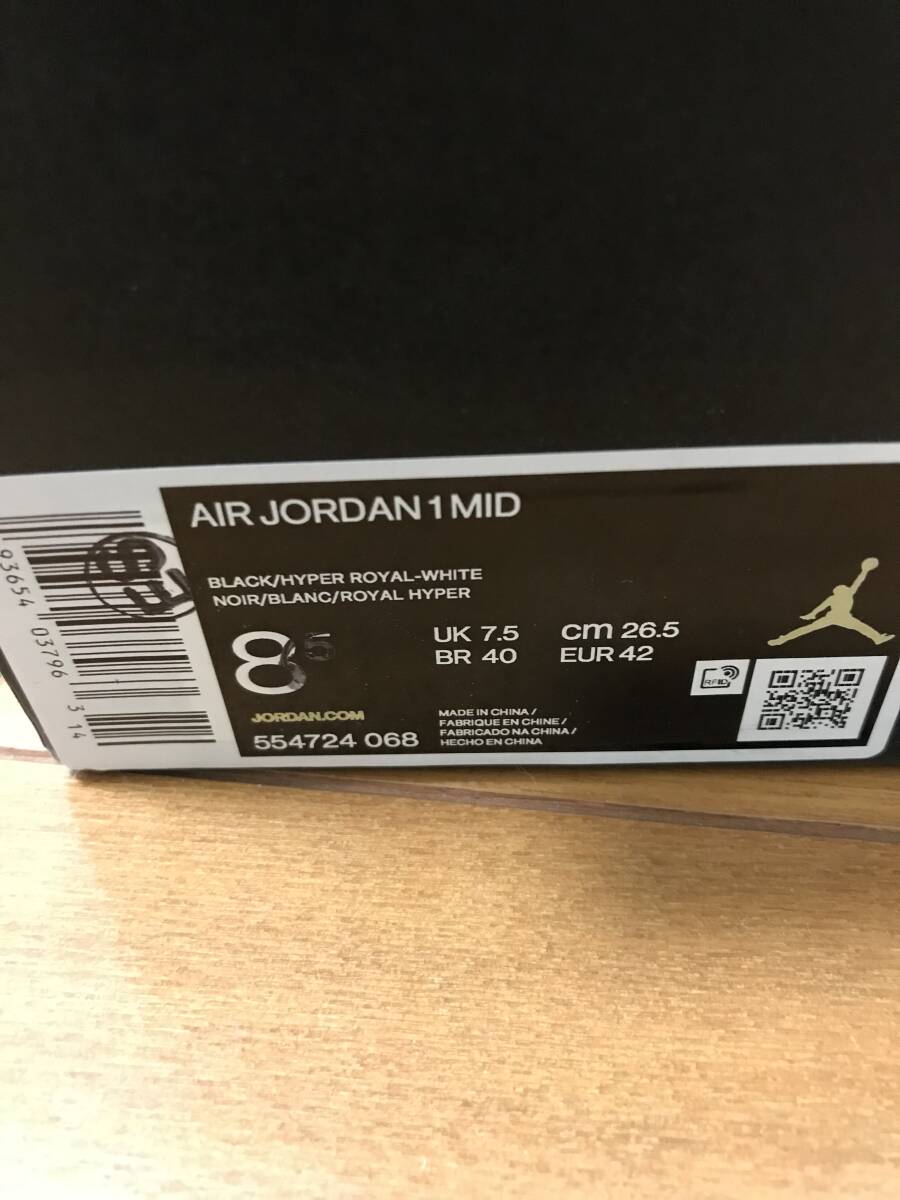 AIR JORDAN 1 MID
BLACK/HYPER ROYAL-WHITE
NOIR/BLANC/ROYAL HYPER
8.5
UK 7.5
cm 26.5
BR 40
EUR 42
RFID
JORDAN.COM
554724 068
MADE IN CHINA /
FABRIQUE EN CHINE /
FABRICADO NA CHINA /
HECHO EN CHINA
93654 03796 314